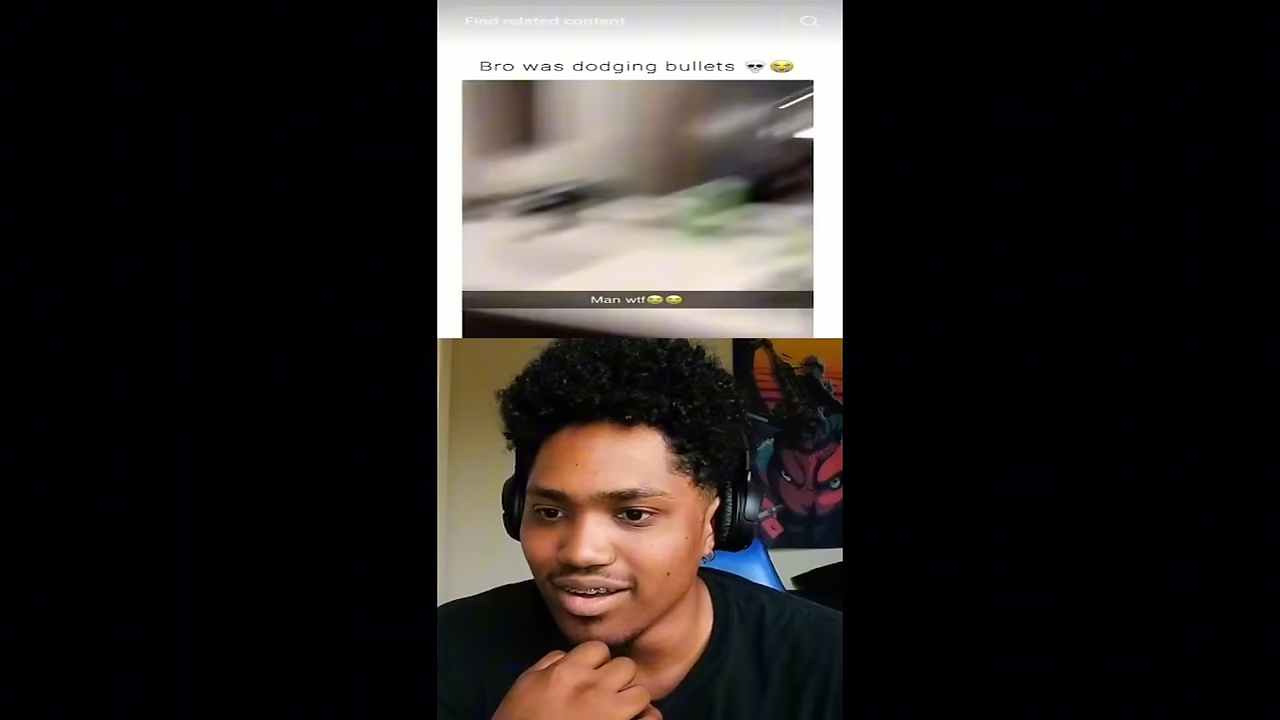 Find related content
Bro was dodging bullets 💀😭
Man wtf😭😭